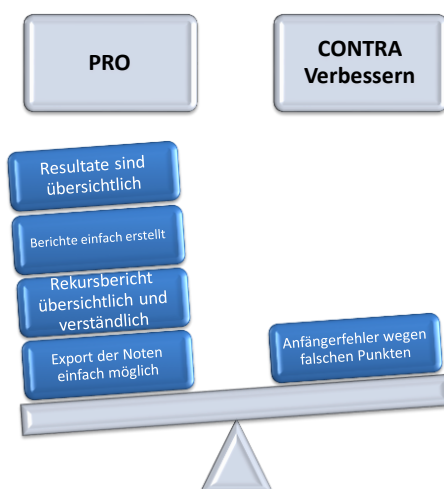 PRO
CONTRA
Verbessern
Resultate sind
übersichtlich
Berichte einfach erstellt
Rekursbericht
übersichtlich und
verständlich
Export der Noten
einfach möglich
Anfängerfehler wegen
falschen Punkten